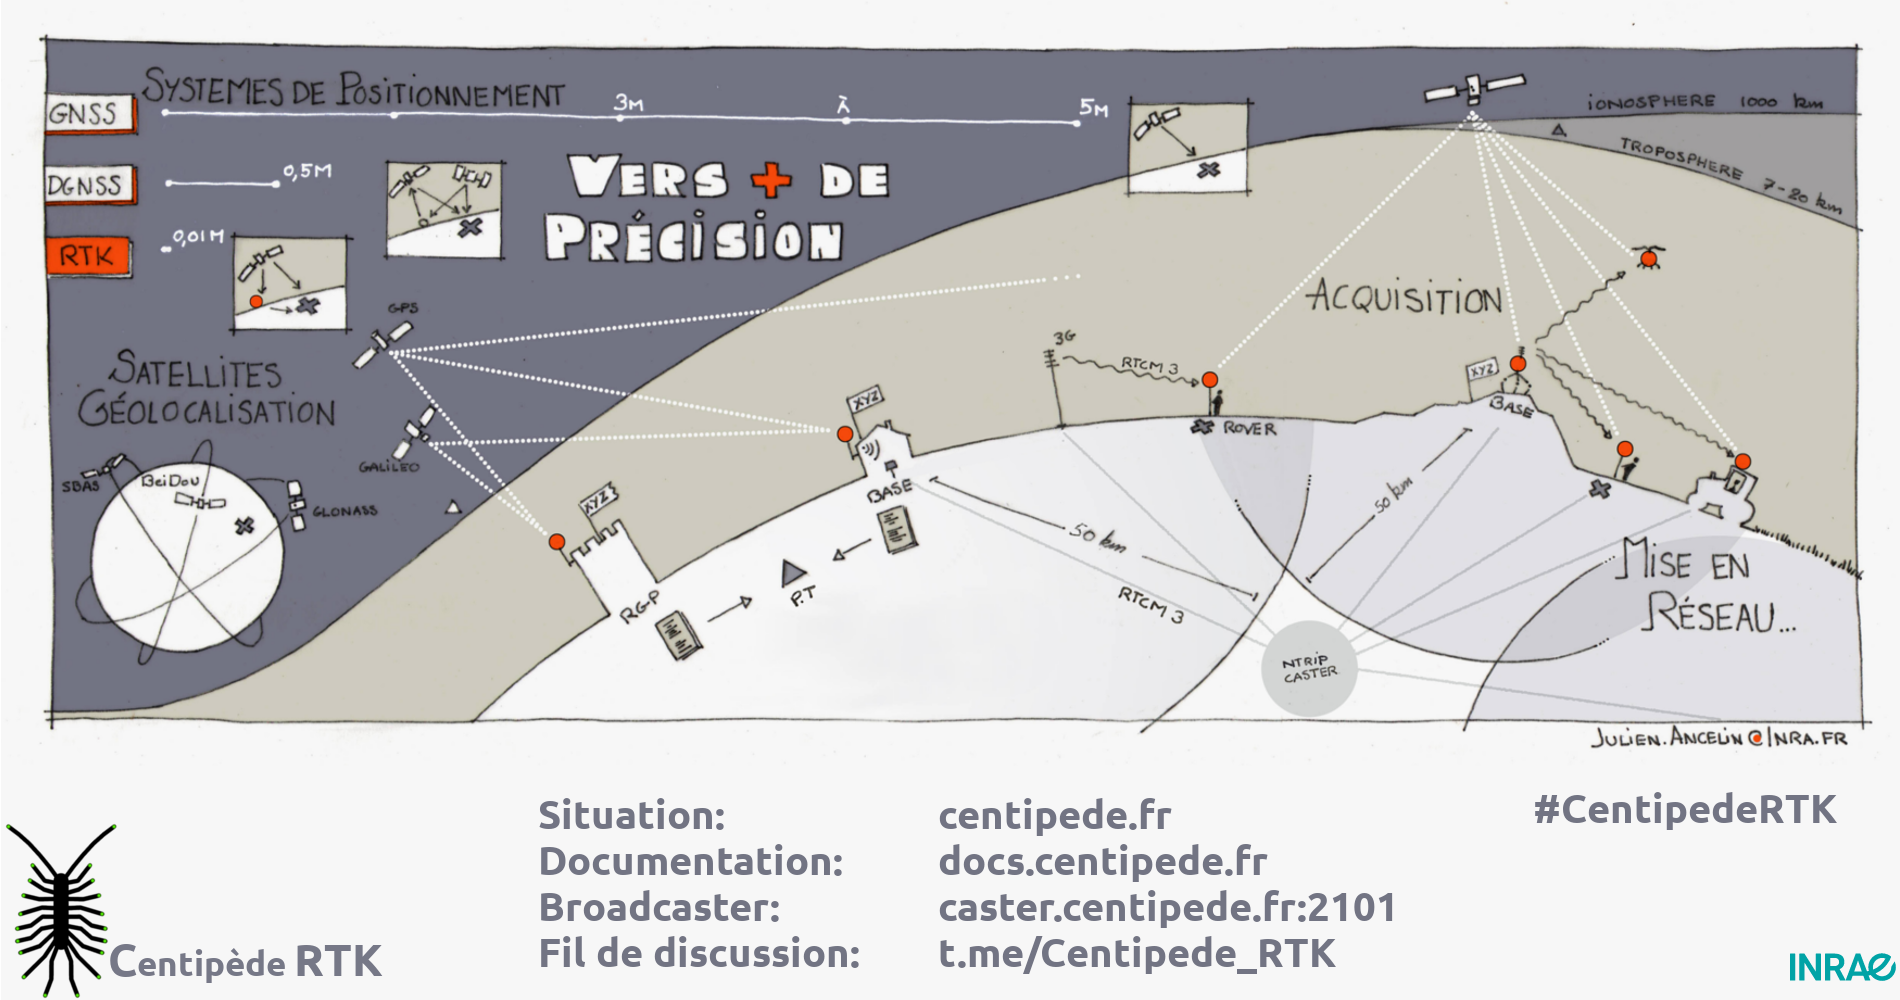 SYSTEMES DE POSITIONNEMENT
GNSS
3M
À
5M
DGNSS
0,5M
RTK
0,01M
VERS + DE
PRÉCISION
IONOSPHERE 1000 km
TROPOSPHERE 7-20 km
ACQUISITION
GPS
3G
RTCM 3
XYZ
BASE
ROVER
SATELLITES
GÉOLOCALISATION
GALILEO
SBAS
BeiDou
GLONASS
XYZ
BASE
XYZ
RGP
P.T
50 km
RTCM 3
50 km
NTRIP
CASTER
MISE EN
RÉSEAU...
JULIEN.ANCELIN@INRA.FR
Situation: centipede.fr
Documentation: docs.centipede.fr
Broadcaster: caster.centipede.fr:2101
Fil de discussion: t.me/Centipede_RTK
#CentipedeRTK
Centipède RTK
INRAE